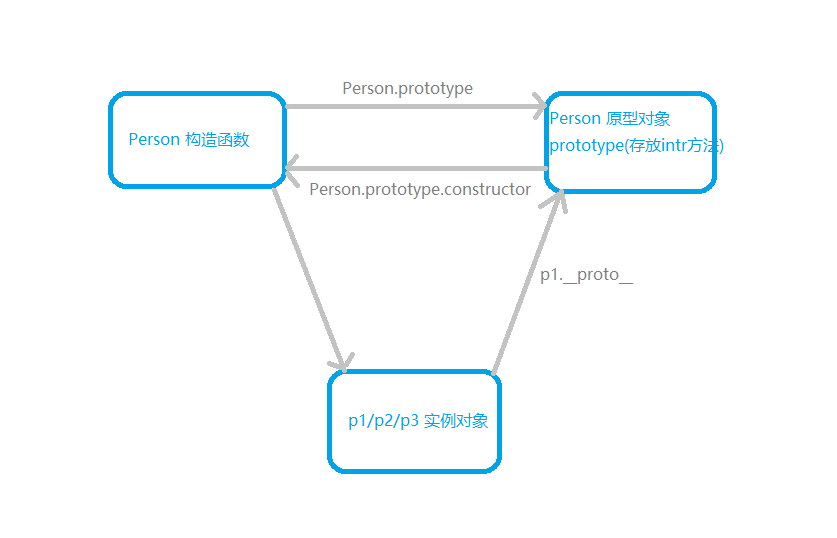 Person.prototype
Person 构造函数
Person 原型对象
prototype(存放intr方法)
Person.prototype.constructor
p1.__proto__
p1/p2/p3 实例对象